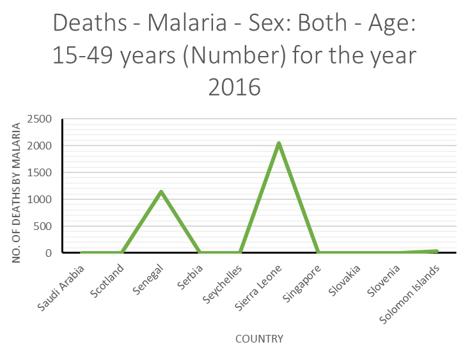 Deaths - Malaria - Sex: Both - Age:
15-49 years (Number) for the year
2016
NO. OF DEATHS BY MALARIA
2500
2000
1500
1000
500
0
Saudi Arabia
Scotland
Senegal
Serbia
Seychelles
Sierra Leone
Singapore
Slovakia
Slovenia
Solomon Islands
COUNTRY